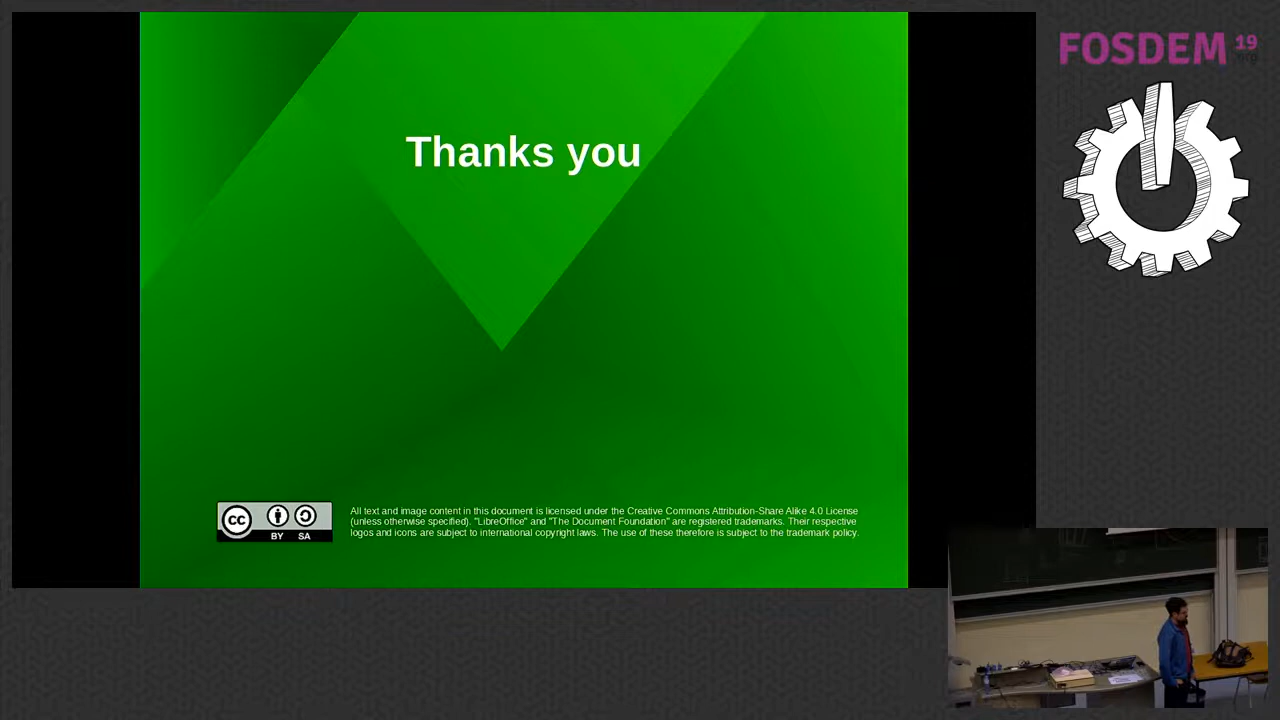 FOSDEM 19
Thanks you
All text and image content in this document is licensed under the Creative Commons Attribution-Share Alike 4.0 License
(unless otherwise specified). "LibreOffice" and "The Document Foundation" are registered trademarks. Their respective
logos and icons are subject to international copyright laws. The use of these therefore is subject to the trademark policy.
cc
BY SA